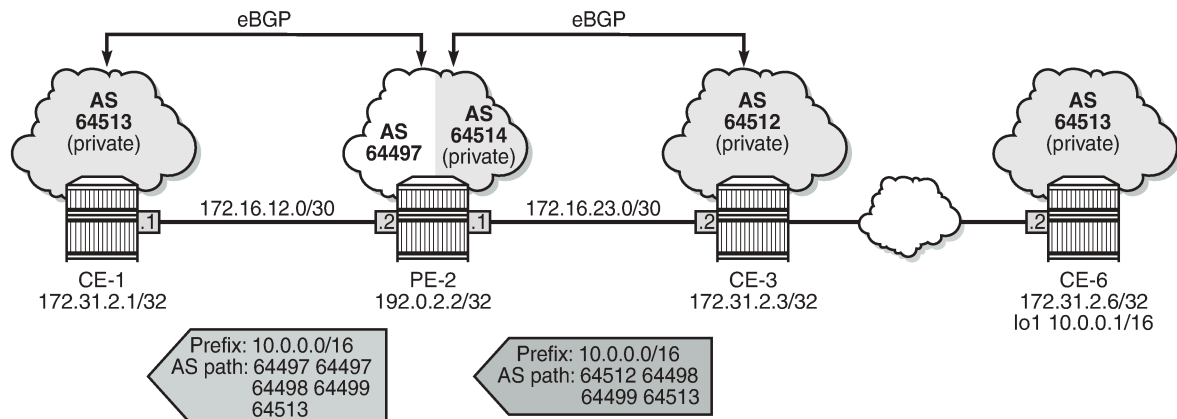 eBGP
eBGP
AS
64513
(private)
AS
64497
AS
64514
(private)
AS
64512
(private)
AS
64513
(private)
.1
172.16.12.0/30
.2
.1
172.16.23.0/30
.2
.2
CE-1
172.31.2.1/32
PE-2
192.0.2.2/32
CE-3
172.31.2.3/32
CE-6
172.31.2.6/32
lo1 10.0.0.1/16
Prefix: 10.0.0.0/16
AS path: 64497 64497
64498 64499
64513
Prefix: 10.0.0.0/16
AS path: 64512 64498
64499 64513